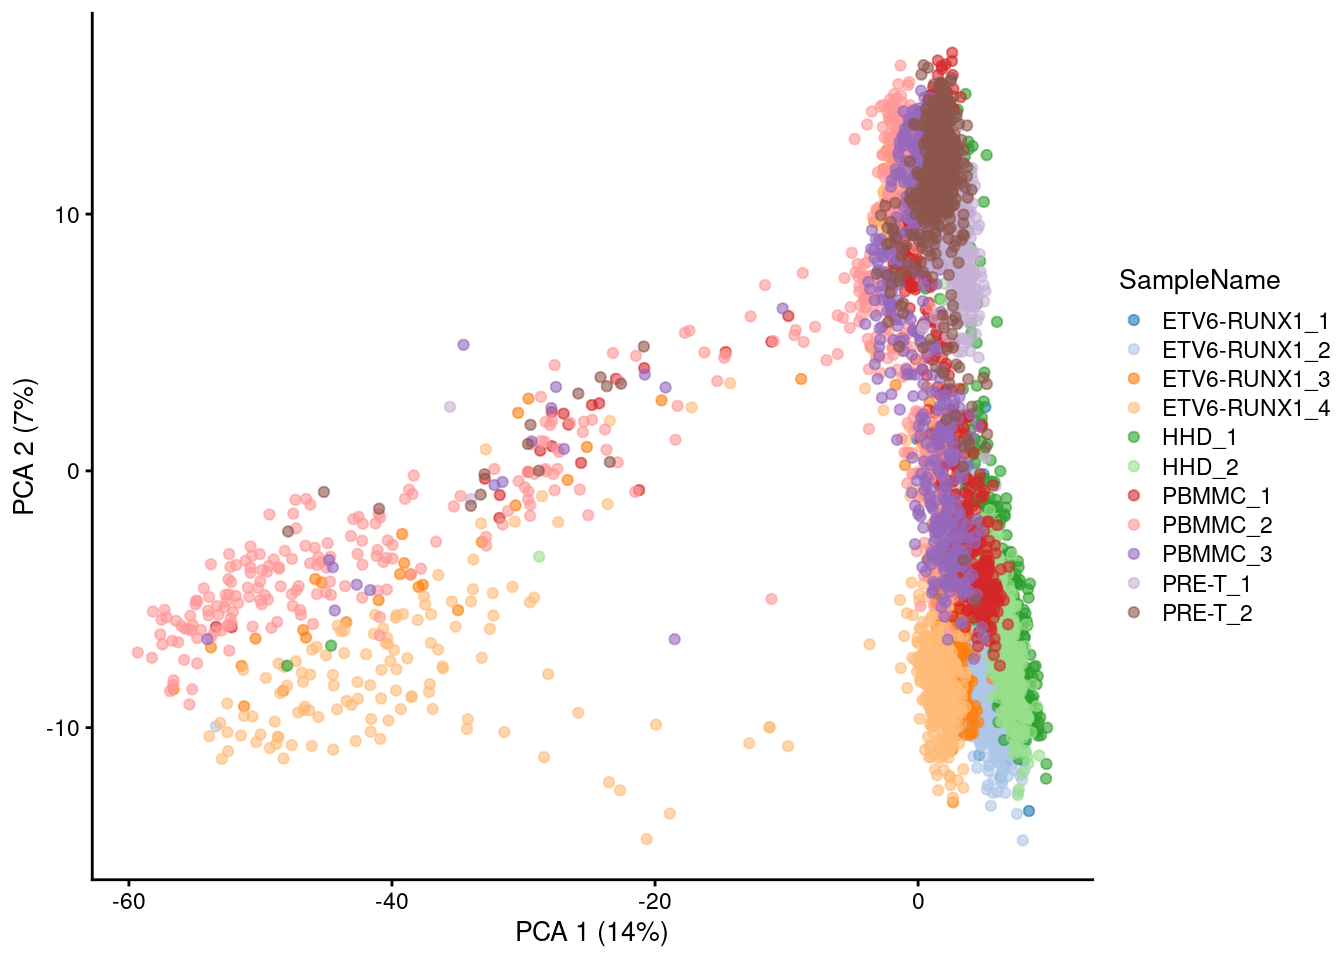 10
0
-10
PCA 2 (7%)
-60
-40
-20
0
PCA 1 (14%)
SampleName
ETV6-RUNX1_1
ETV6-RUNX1_2
ETV6-RUNX1_3
ETV6-RUNX1_4
HHD_1
HHD_2
PBMMC_1
PBMMC_2
PBMMC_3
PRE-T_1
PRE-T_2